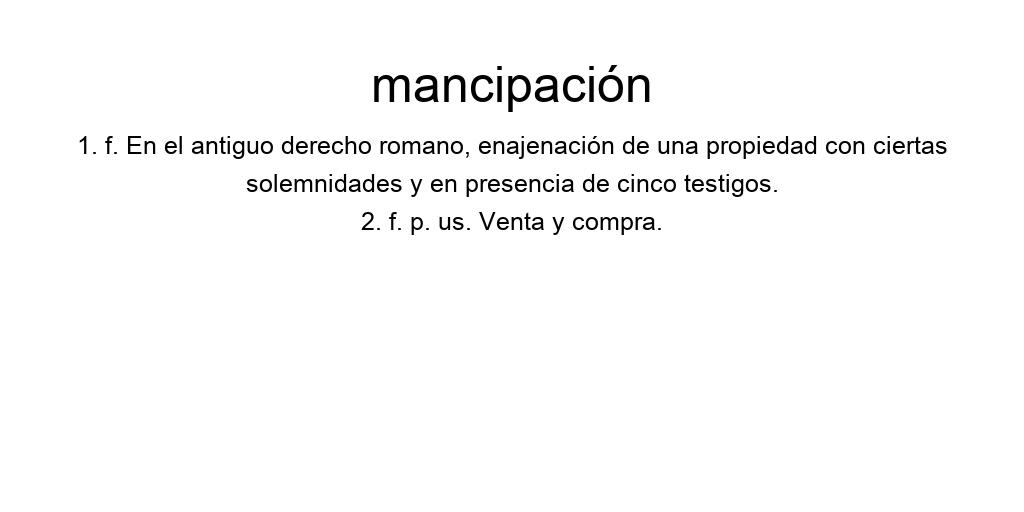 mancipación
1. f. En el antiguo derecho romano, enajenación de una propiedad con ciertas
solemnidades y en presencia de cinco testigos.
2. f. p. us. Venta y compra.